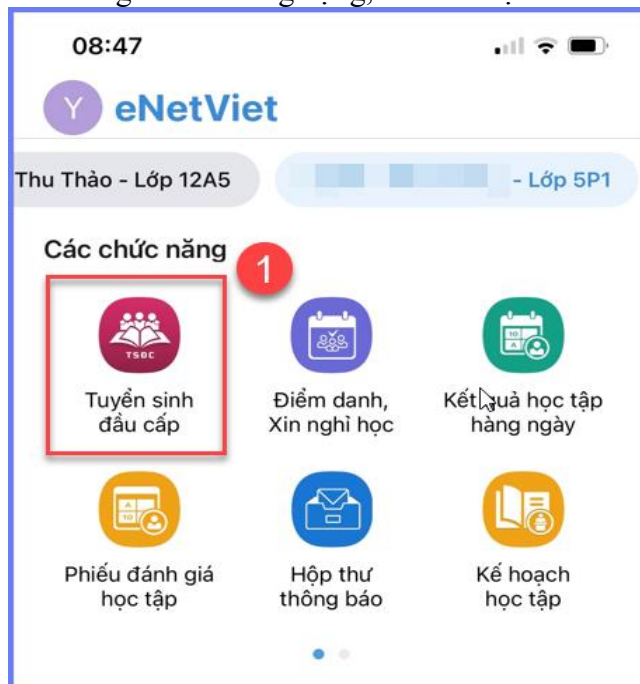 08:47
Y eNetViet
Thu Thảo - Lớp 12A5
- Lớp 5P1
Các chức năng
1
TSĐC
Tuyển sinh
đầu cấp
Điểm danh,
Xin nghỉ học
Kết quả học tập
hàng ngày
Phiếu đánh giá
học tập
Hộp thư
thông báo
Kế hoạch
học tập